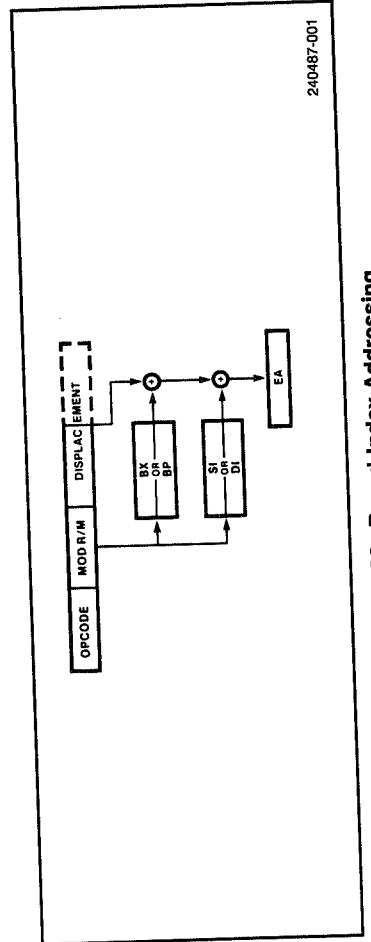 OPCODE MOD R/M DISPLACEMENT
BX
OR
BP
+
SI
OR
DI
+
EA
240487-001
Based Index Addressing